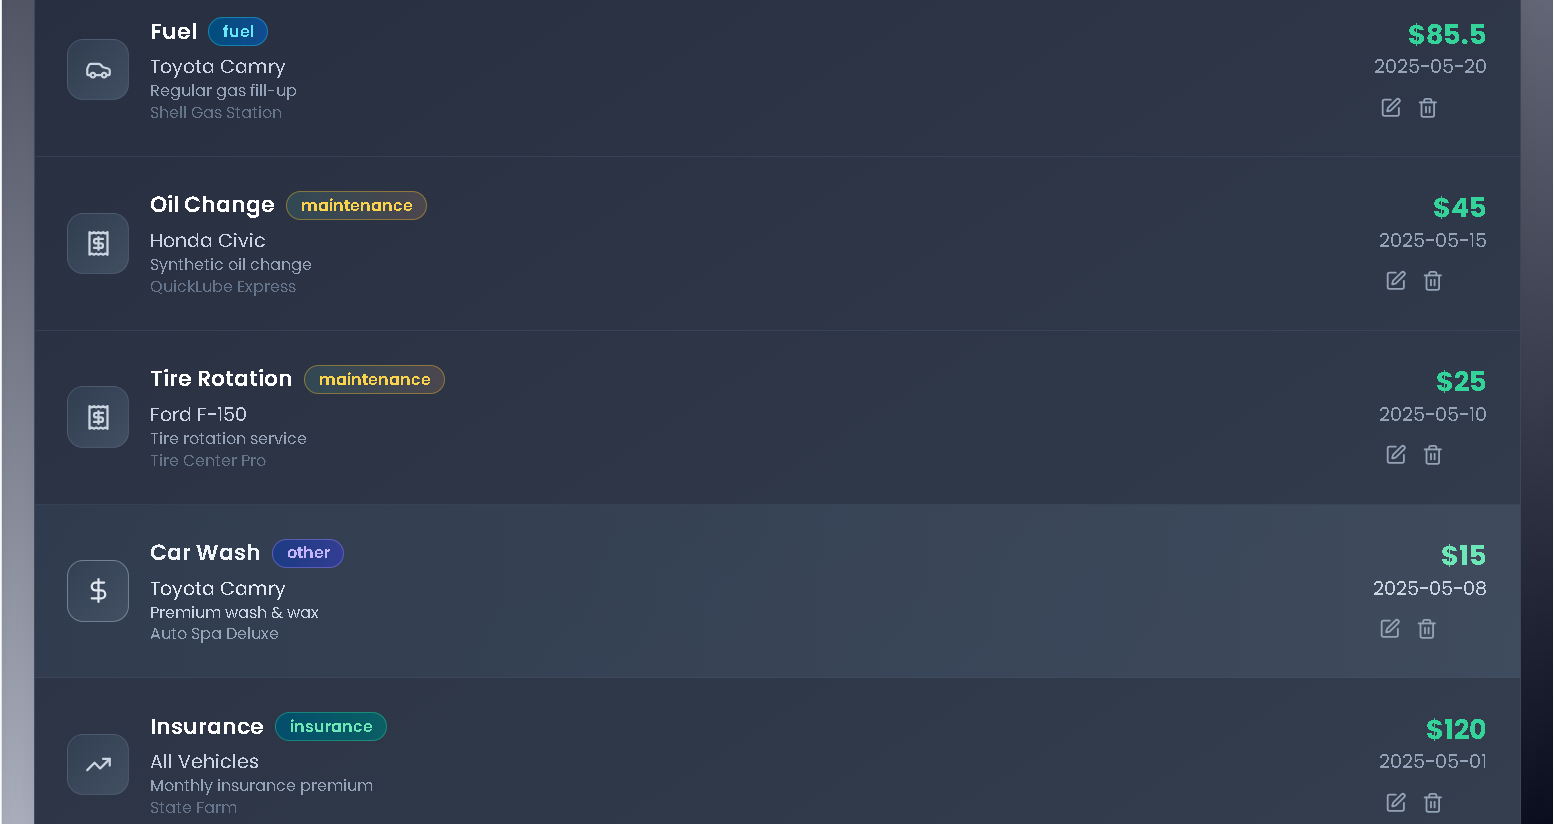 Fuel fuel
$85.5
Toyota Camry
2025-05-20
Regular gas fill-up
Shell Gas Station
Oil Change maintenance
$45
Honda Civic
2025-05-15
Synthetic oil change
QuickLube Express
Tire Rotation maintenance
$25
Ford F-150
2025-05-10
Tire rotation service
Tire Center Pro
Car Wash other
$15
Toyota Camry
2025-05-08
Premium wash & wax
Auto Spa Deluxe
Insurance insurance
$120
All Vehicles
2025-05-01
Monthly insurance premium
State Farm